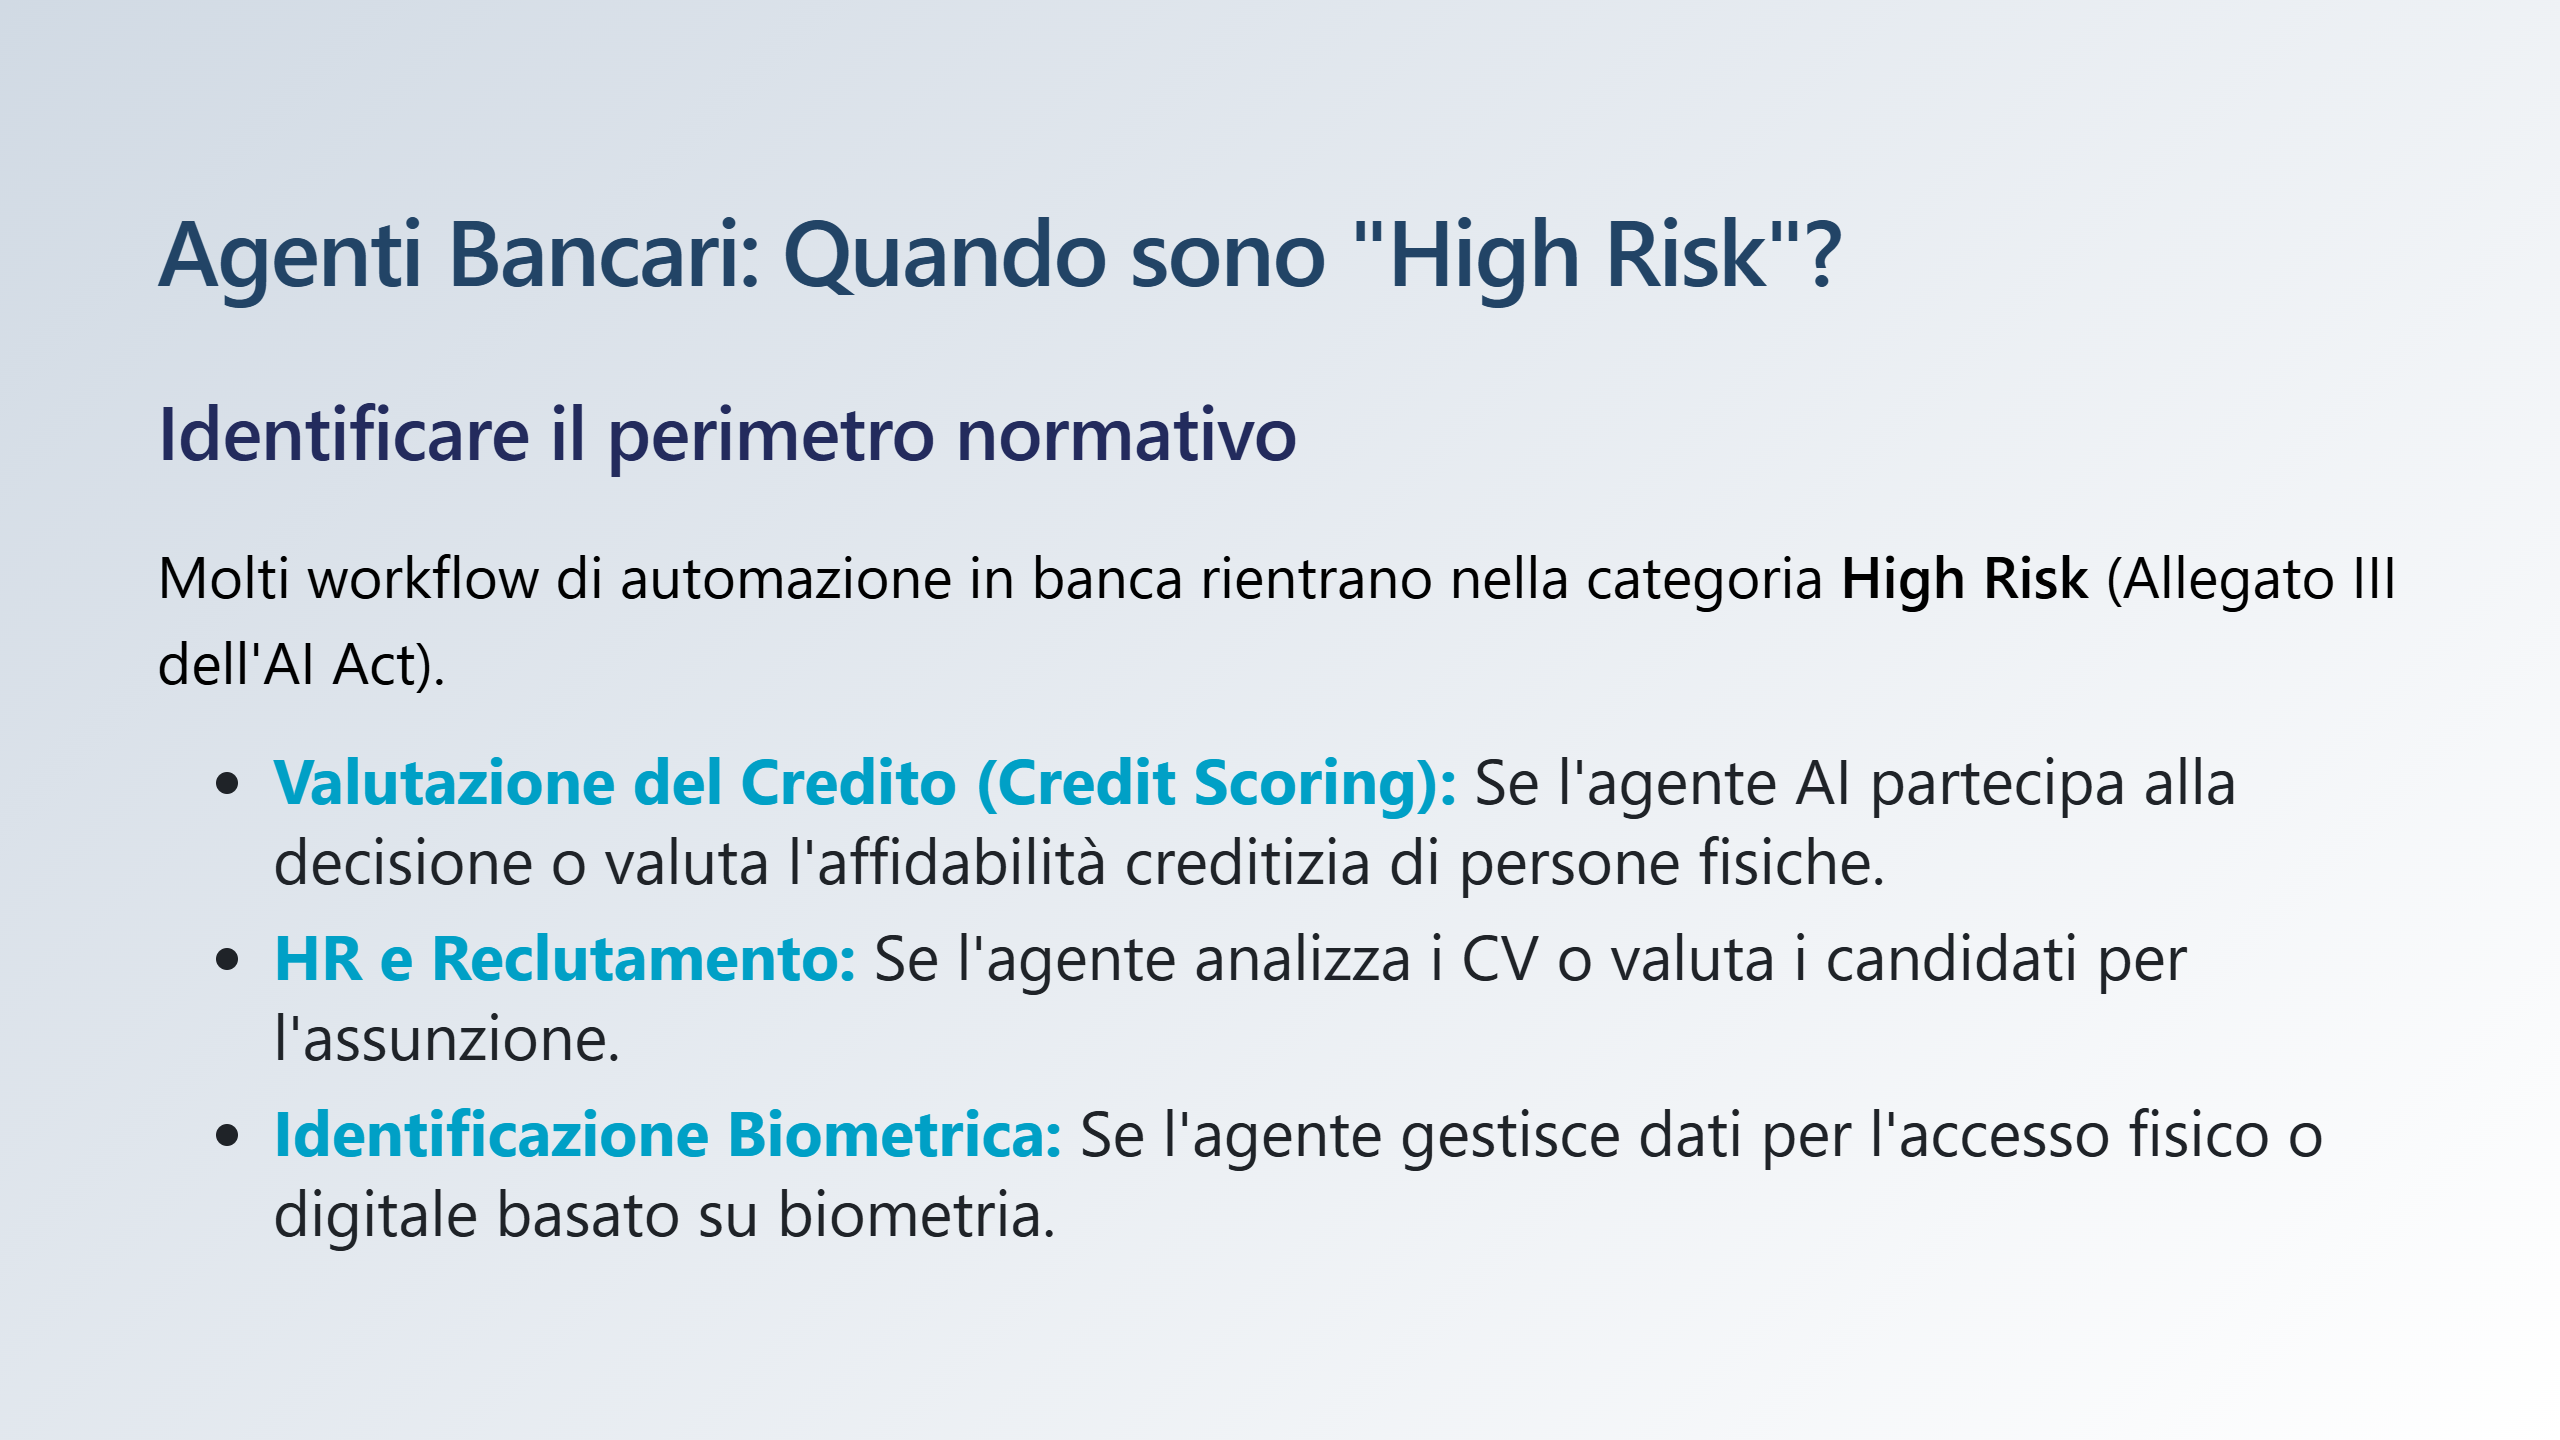 Agenti Bancari: Quando sono "High Risk"?
Identificare il perimetro normativo
Molti workflow di automazione in banca rientrano nella categoria High Risk (Allegato III
dell'AI Act).
• Valutazione del Credito (Credit Scoring): Se l'agente AI partecipa alla
decisione o valuta l'affidabilità creditizia di persone fisiche.
• HR e Reclutamento: Se l'agente analizza i CV o valuta i candidati per
l'assunzione.
• Identificazione Biometrica: Se l'agente gestisce dati per l'accesso fisico o
digitale basato su biometria.